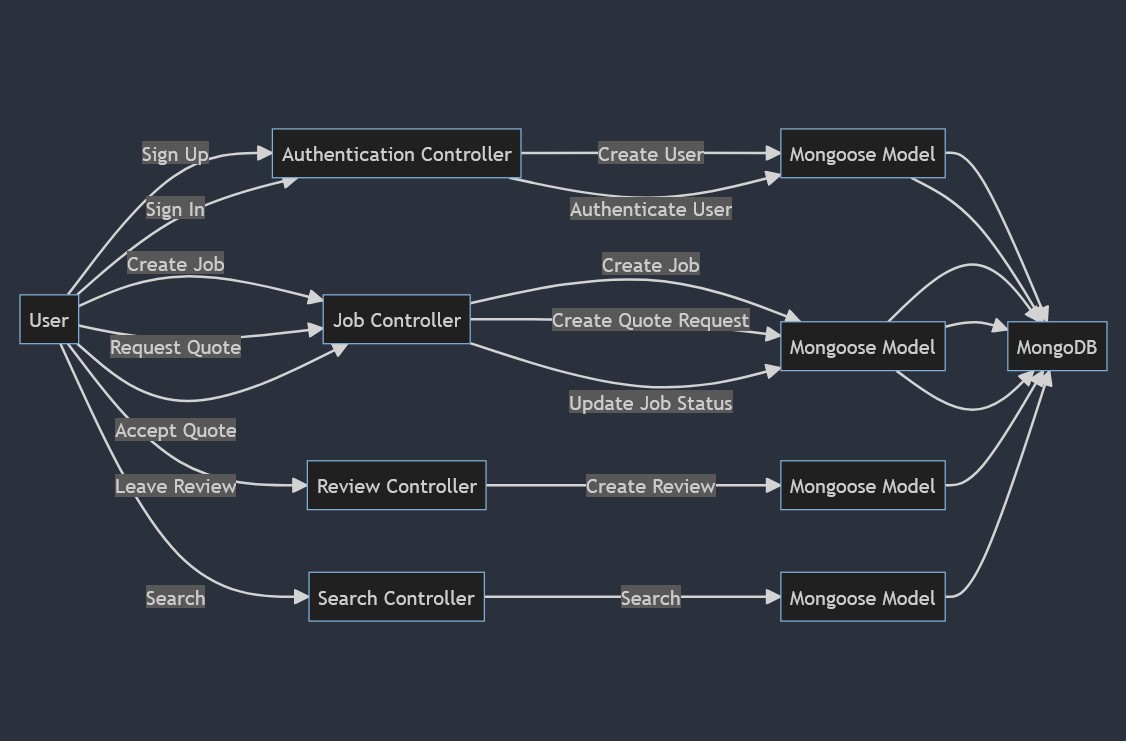 Sign Up
Authentication Controller
Create User
Mongoose Model
Sign In
Authenticate User
Create Job
Create Job
User
Job Controller
Create Quote Request
Request Quote
Mongoose Model
MongoDB
Update Job Status
Accept Quote
Leave Review
Review Controller
Create Review
Mongoose Model
Search
Search Controller
Search
Mongoose Model